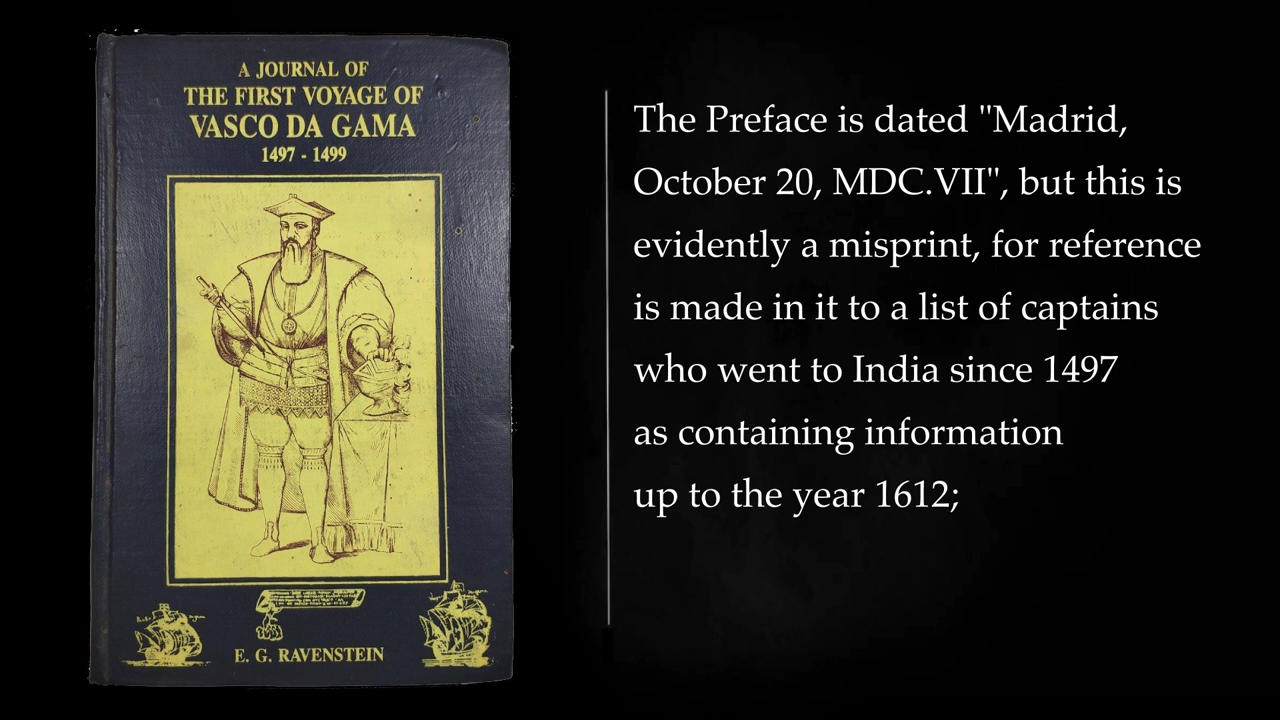 A JOURNAL OF
THE FIRST VOYAGE OF
VASCO DA GAMA
1497 - 1499
E. G. RAVENSTEIN
The Preface is dated "Madrid,
October 20, MDC.VII", but this is
evidently a misprint, for reference
is made in it to a list of captains
who went to India since 1497
as containing information
up to the year 1612;